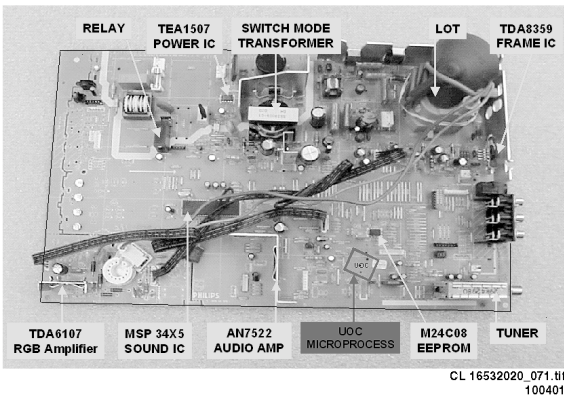 RELAY
TEA1507
POWER IC
SWITCH MODE
TRANSFORMER
LOT
TDA8359
FRAME IC
UOC
PHILIPS
TDA6107
RGB Amplifier
MSP 34X5
SOUND IC
AN7522
AUDIO AMP
UOC
MICROPROCESS
M24C08
EEPROM
TUNER
CL 16532020_071.tif
100401